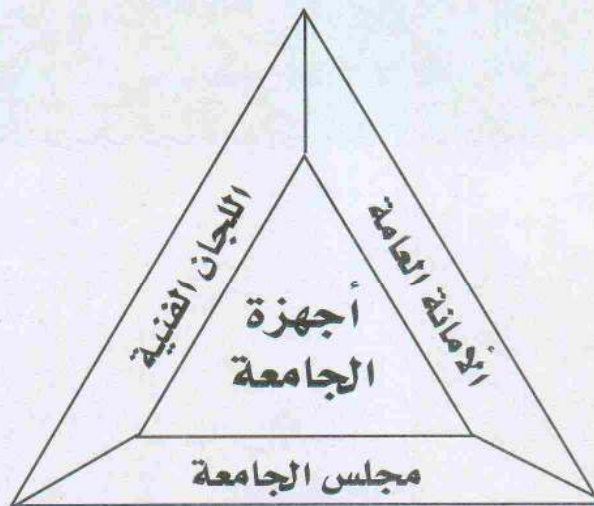 الأمانة العامة
اللجان الفنية
أجهزة
الجامعة
مجلس الجامعة